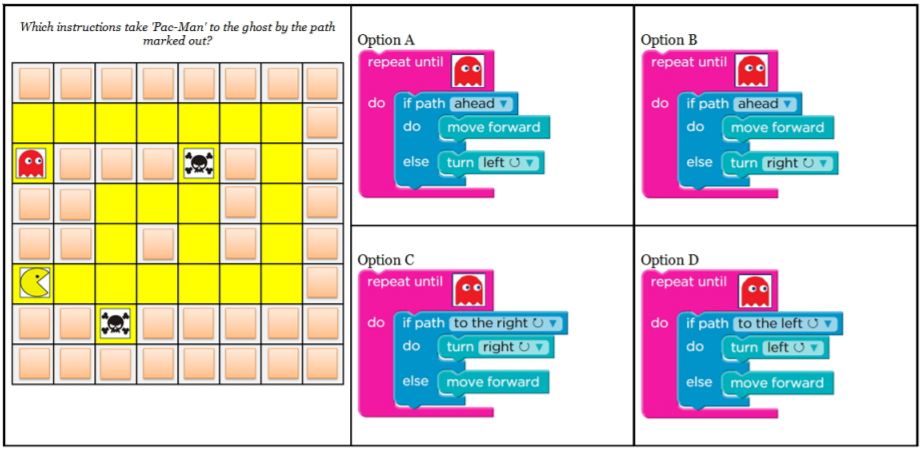 Which instructions take 'Pac-Man' to the ghost by the path
marked out?
Option A
repeat until
do if path ahead ▼
do move forward
else turn left ↺ ▼
Option B
repeat until
do if path ahead ▼
do move forward
else turn right ↻ ▼
Option C
repeat until
do if path to the right ↻ ▼
do turn right ↻ ▼
else move forward
Option D
repeat until
do if path to the left ↺ ▼
do turn left ↺ ▼
else move forward